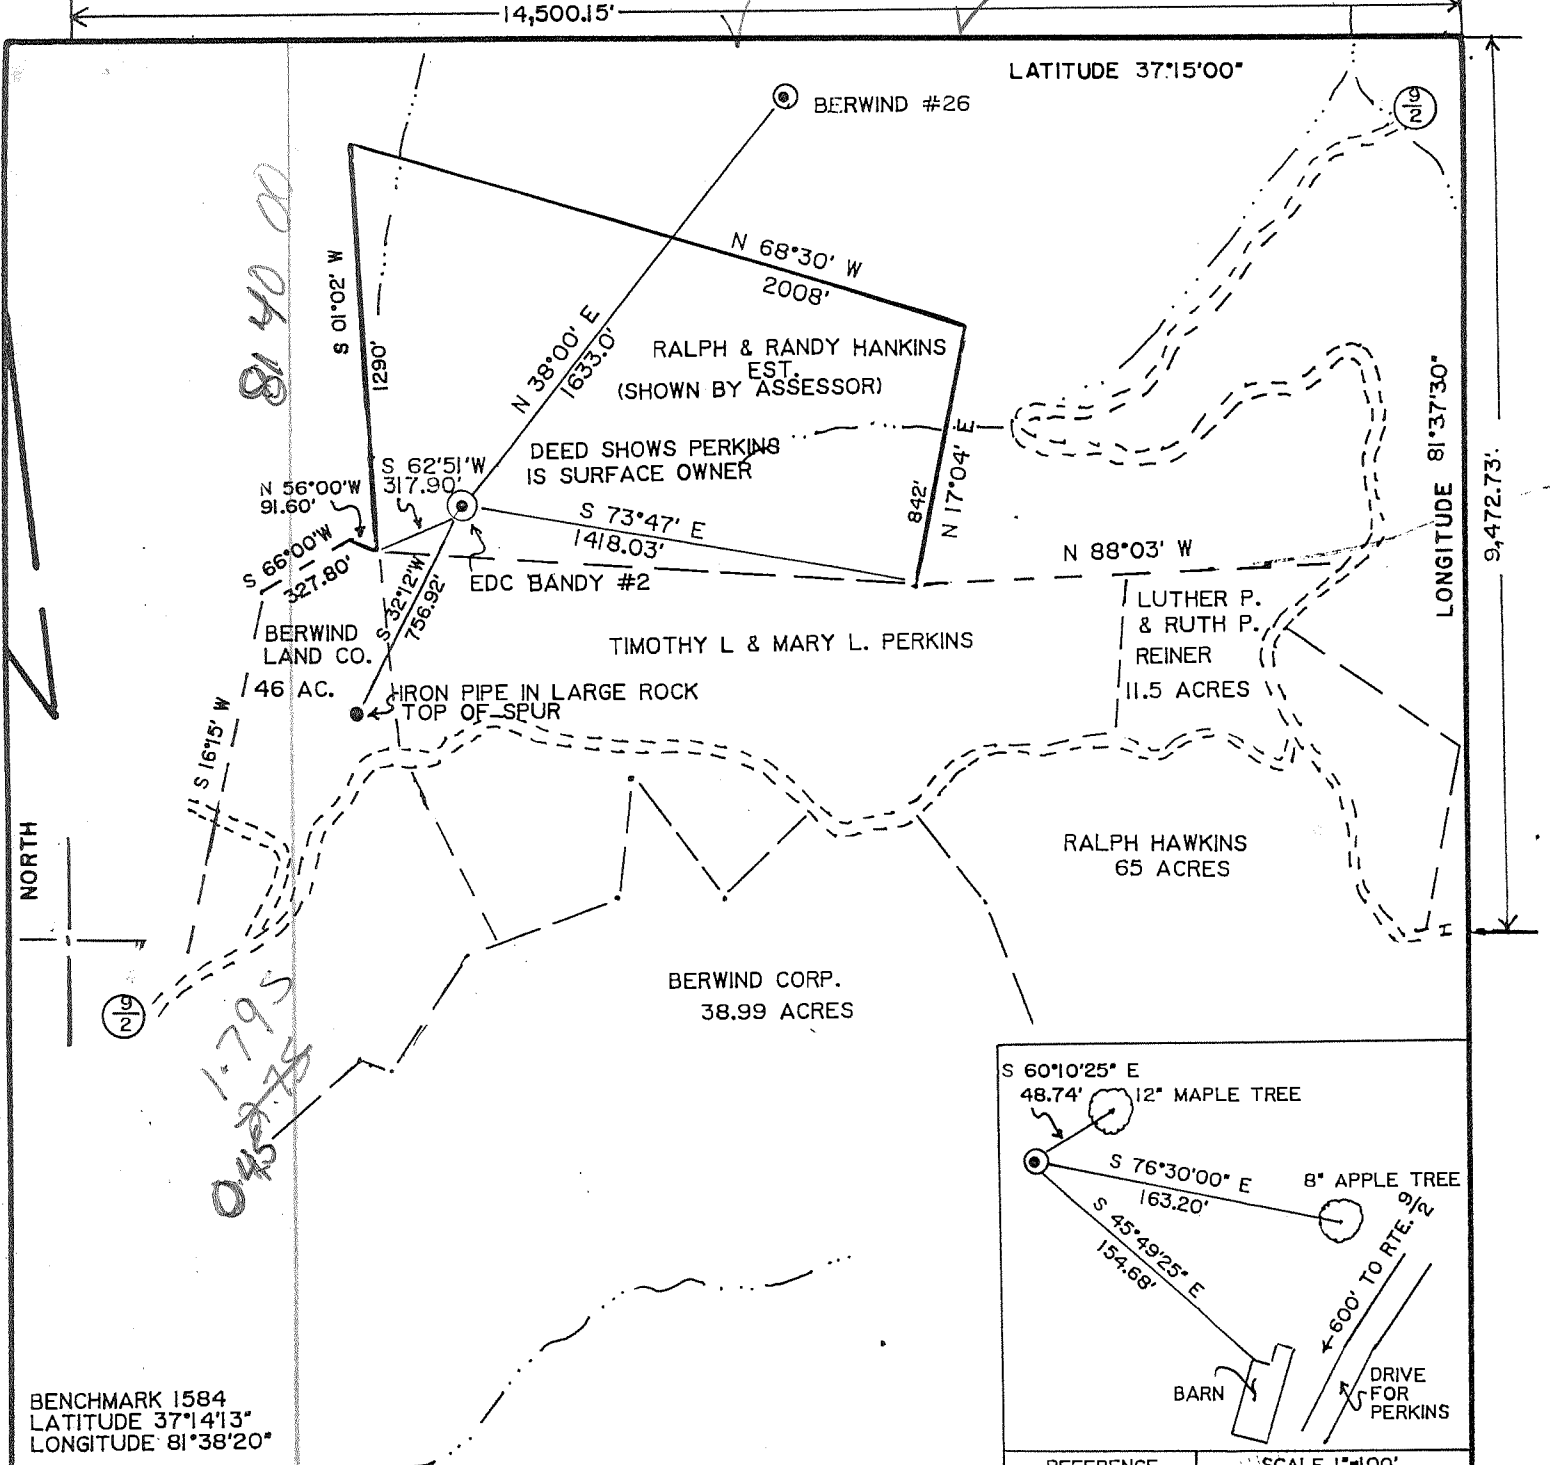 14,500.15'
LATITUDE 37°15'00"
BERWIND #26
9
2
81 40 00
N 68°30' W
2008'
S 01°02' W
1290'
N 38°00' E
1633.0'
RALPH & RANDY HANKINS
EST.
(SHOWN BY ASSESSOR)
LONGITUDE 81°37'30"
9,472.73'
DEED SHOWS PERKINS
IS SURFACE OWNER
N 17°04' E
842'
S 62°51'W
317.90'
N 56°00'W
91.60'
S 73°47' E
1418.03'
S 66°00'W
327.80'
N 88°03' W
EDC BANDY #2
S 32°12'W
756.92'
LUTHER P.
& RUTH P.
REINER
11.5 ACRES
BERWIND
LAND CO.
46 AC.
TIMOTHY L & MARY L. PERKINS
IRON PIPE IN LARGE ROCK
TOP OF SPUR
S 16°15' W
NORTH
RALPH HAWKINS
65 ACRES
BERWIND CORP.
38.99 ACRES
9
2
1.795
0.45
S 60°10'25" E
48.74'
12" MAPLE TREE
S 76°30'00" E
163.20'
8" APPLE TREE
S 45°49'25" E
154.68'
600' TO RTE. 9/2
BARN
DRIVE
FOR
PERKINS
BENCHMARK 1584
LATITUDE 37°14'13"
LONGITUDE 81°38'20"
REFERENCE
SCALE 1"=100'